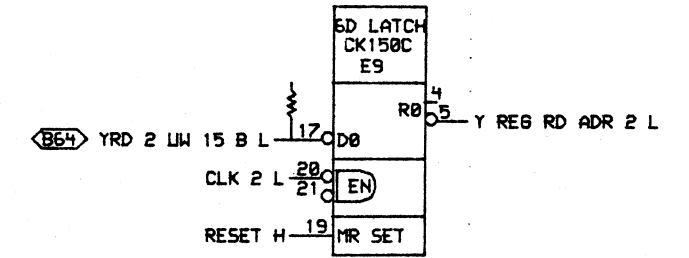 6D LATCH
CK150C
E9
4
R0
5
Y REG RD ADR 2 L
B64 YRD 2 UW 15 B L 17 D0
CLK 2 L 20
21 EN
RESET H 19 MR SET